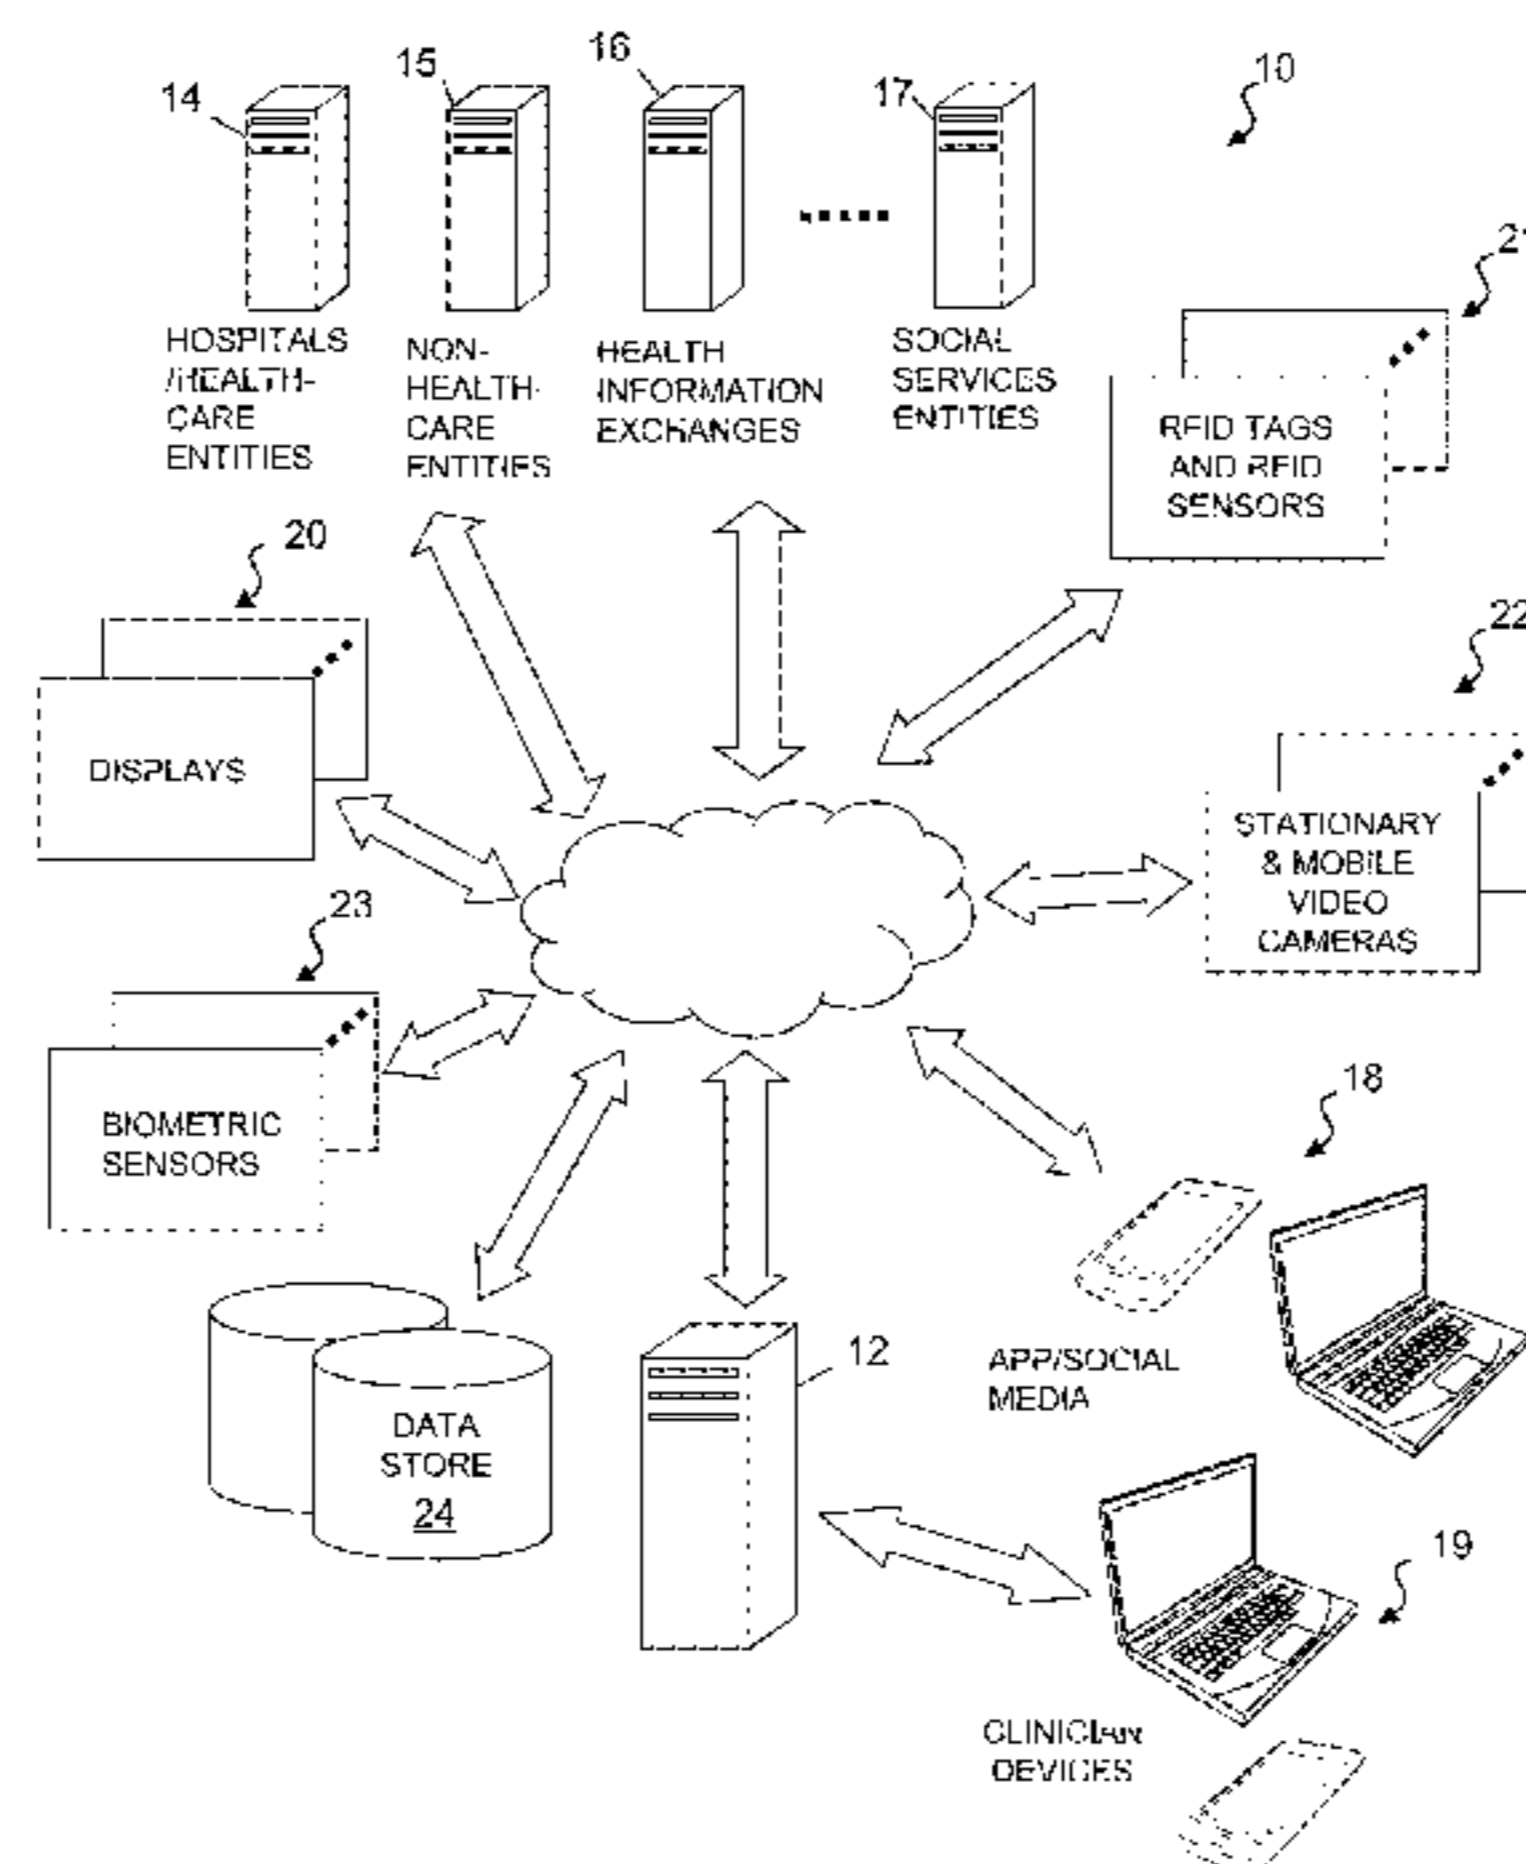 16
15
10
14
17
21
HOSPITALS
/HEALTH-
CARE
ENTITIES
NON-
HEALTH-
CARE
ENTITIES
HEALTH
INFORMATION
EXCHANGES
SOCIAL
SERVICES
ENTITIES
RFID TAGS
AND RFID
SENSORS
20
22
DISPLAYS
STATIONARY
& MOBILE
VIDEO
CAMERAS
23
BIOMETRIC
SENSORS
18
12
APP/SOCIAL
MEDIA
DATA
STORE
24
19
CLINICIAN
DEVICES